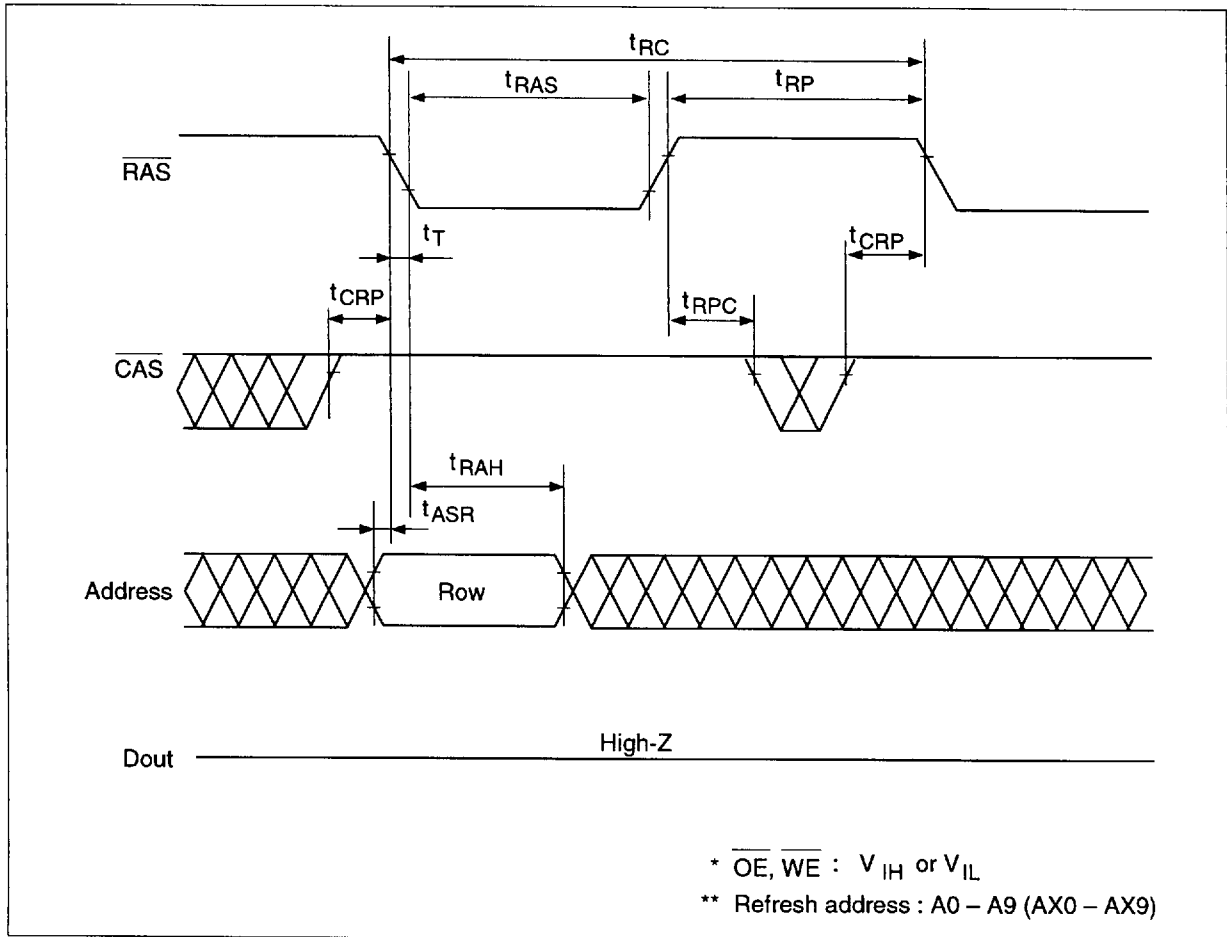 tRC
tRAS
tRP
RAS
tT
tCRP
tCRP
tRPC
CAS
tRAH
tASR
Address
Row
High-Z
Dout
* OE, WE : VIH or VIL
** Refresh address : A0 – A9 (AX0 – AX9)